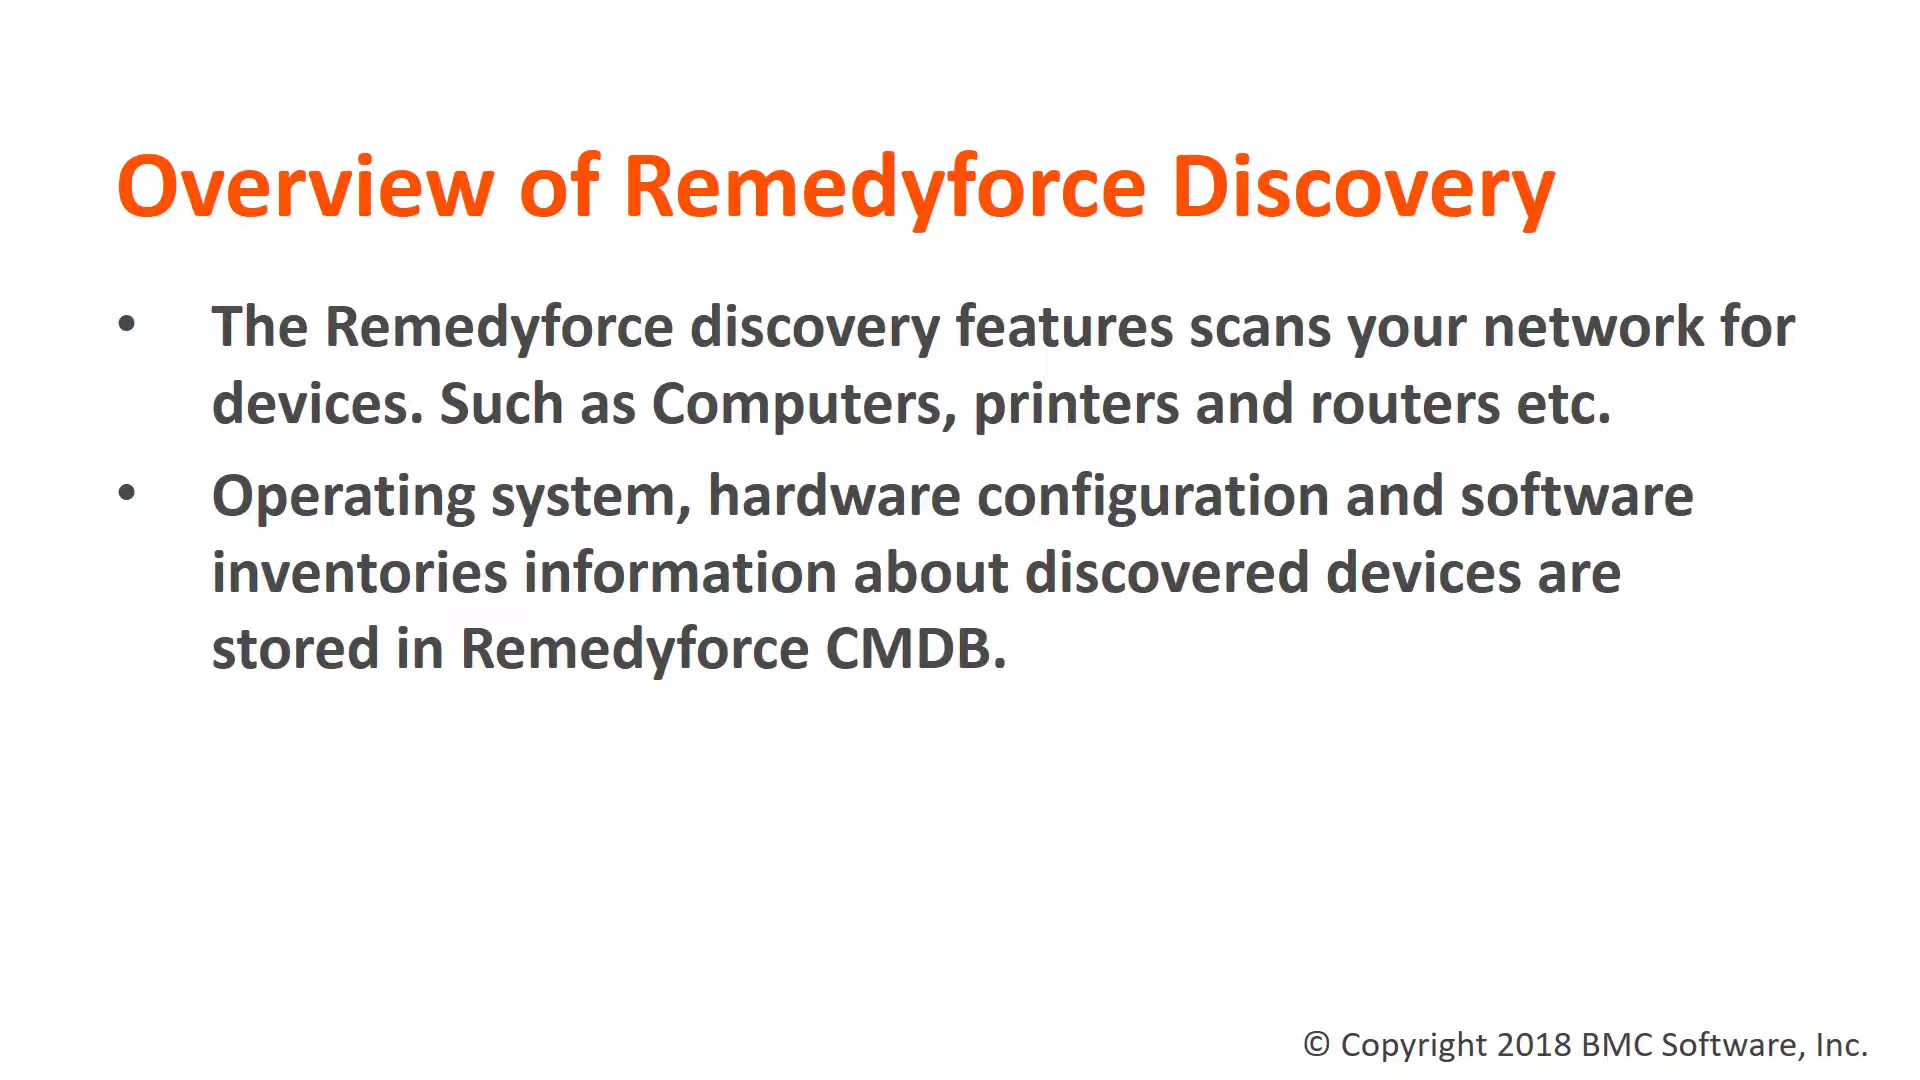 Overview of Remedyforce Discovery
• The Remedyforce discovery features scans your network for
devices. Such as Computers, printers and routers etc.
• Operating system, hardware configuration and software
inventories information about discovered devices are
stored in Remedyforce CMDB.
© Copyright 2018 BMC Software, Inc.